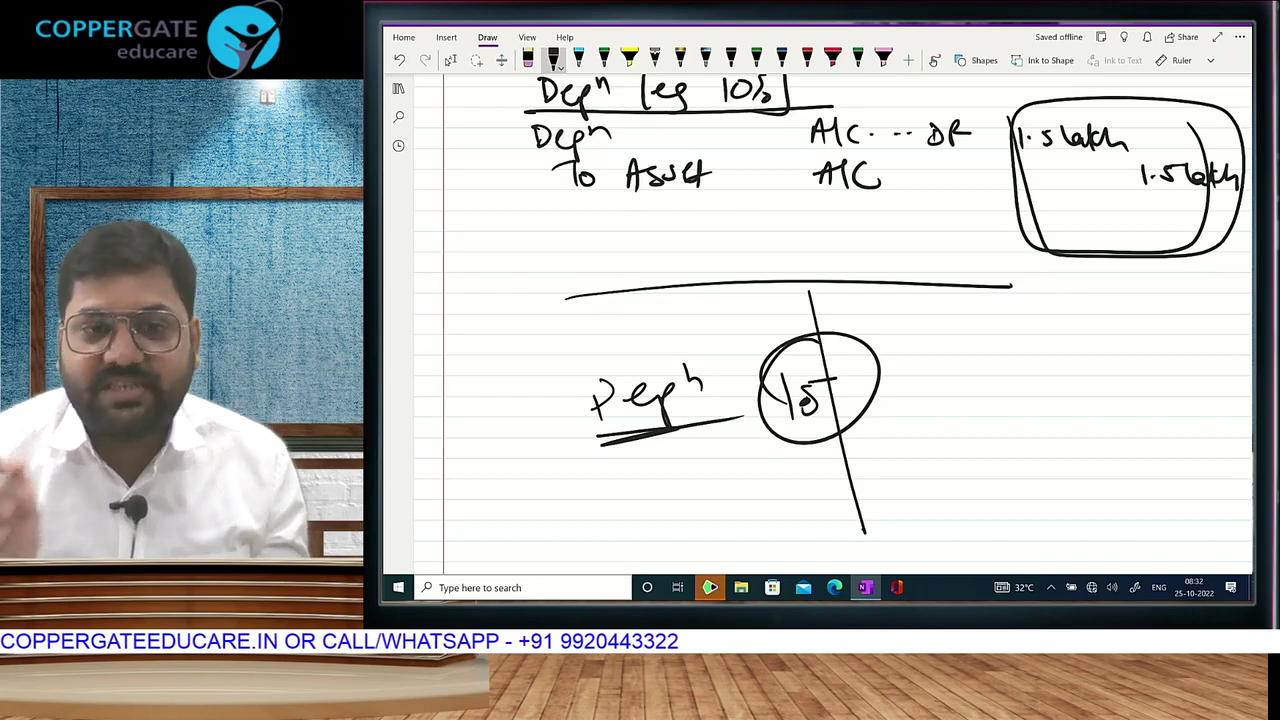 COPPERGATE
educare
Home Insert Draw View Help
Saved offline
Share
Shapes
Ink to Shape
Ink to Text
Ruler
Depⁿ [eg 10%]
Depⁿ A/C ... DR 1.5 lakh
To Asset A/C 1.5 lakh
Depⁿ 15
Type here to search
32°C
ENG
08:32
25-10-2022
COPPERGATEEDUCARE.IN OR CALL/WHATSAPP - +91 9920443322